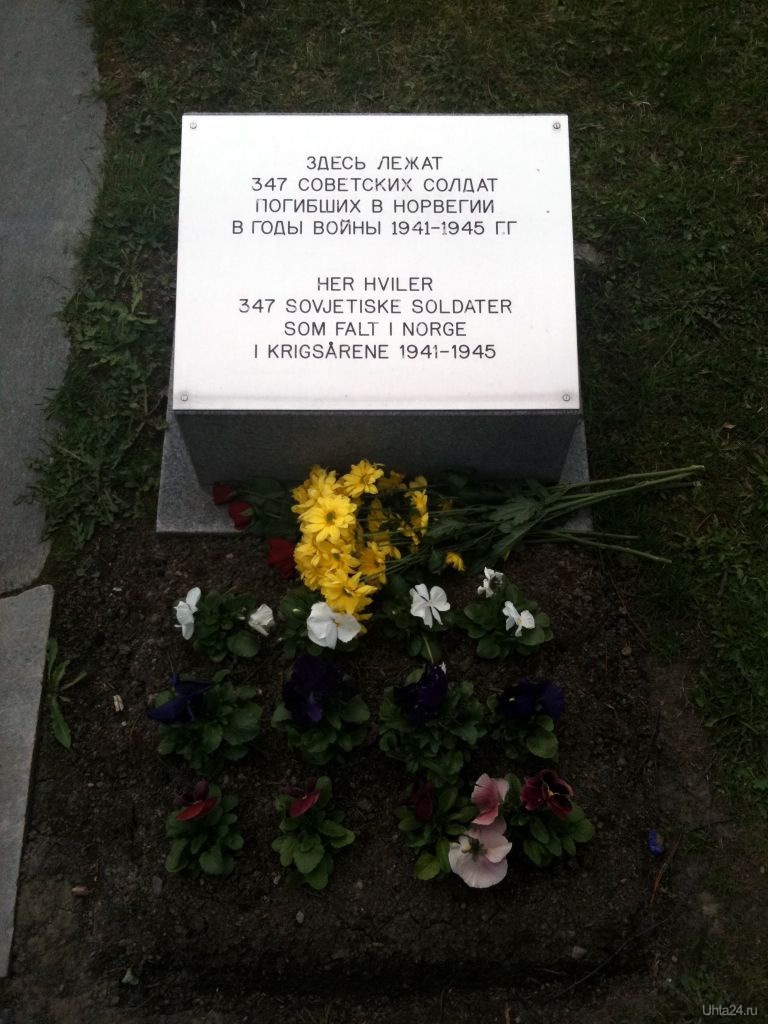 ЗДЕСЬ ЛЕЖАТ
347 СОВЕТСКИХ СОЛДАТ
ПОГИБШИХ В НОРВЕГИИ
В ГОДЫ ВОЙНЫ 1941-1945 Г.Г
HER HVILER
347 SOVJETISKE SOLDATER
SOM FALT I NORGE
I KRIGSÅRENE 1941-1945
Uhta24.ru